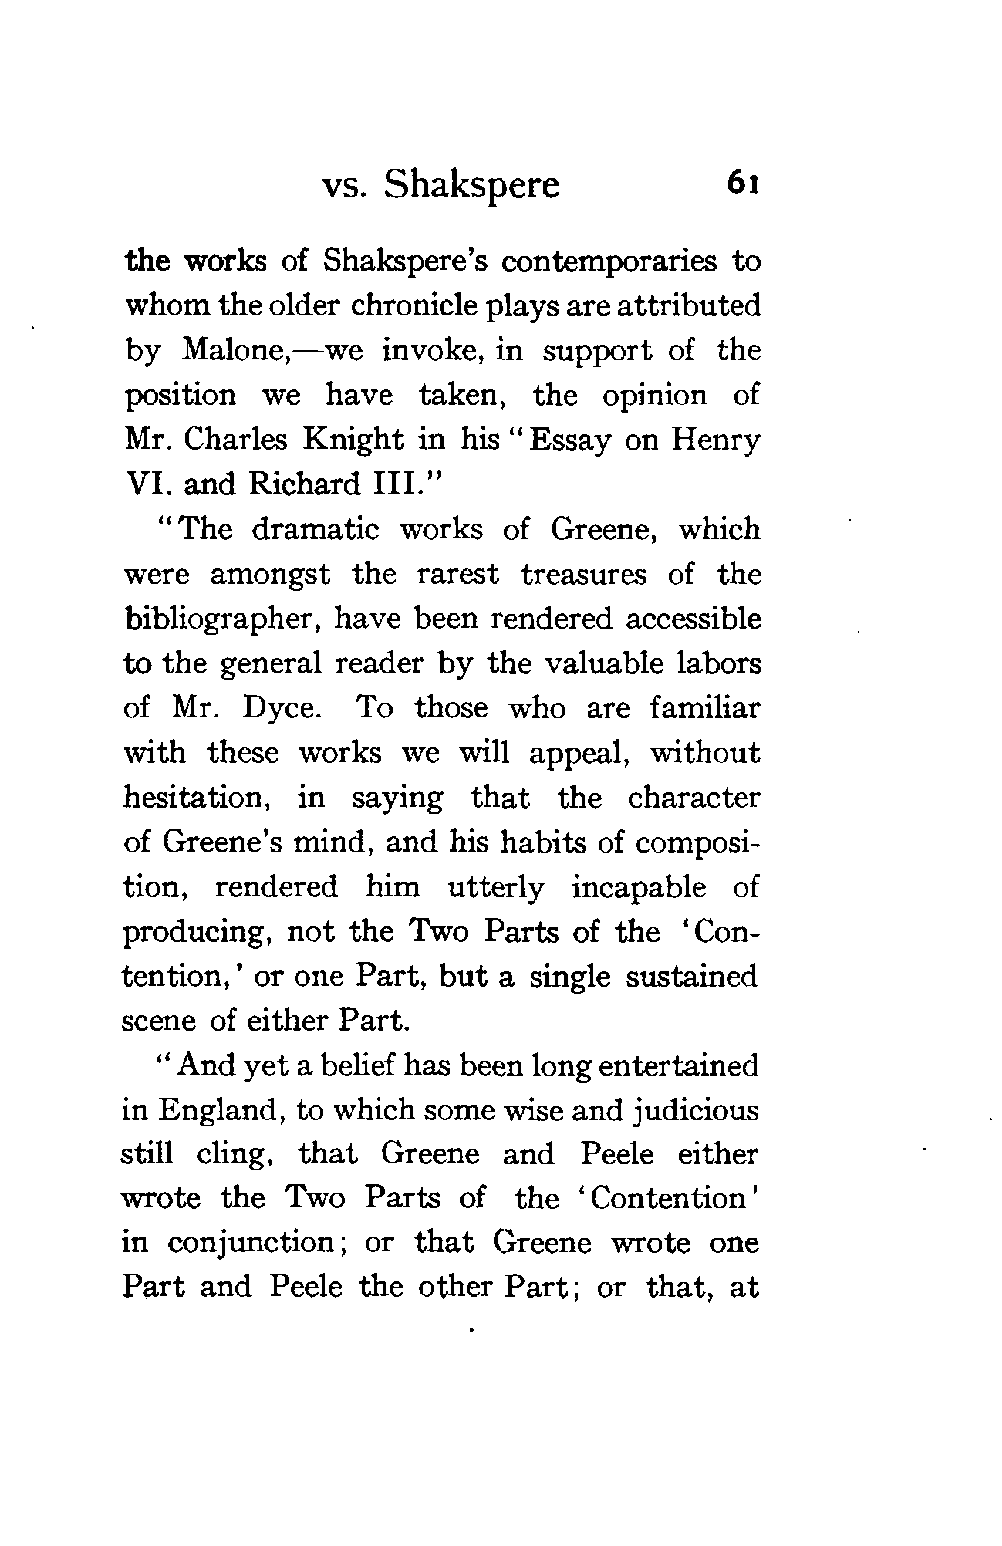 vs. Shakspere 61
the works of Shakspere's contemporaries to
whom the older chronicle plays are attributed
by Malone,—we invoke, in support of the
position we have taken, the opinion of
Mr. Charles Knight in his "Essay on Henry
VI. and Richard III."
"The dramatic works of Greene, which
were amongst the rarest treasures of the
bibliographer, have been rendered accessible
to the general reader by the valuable labors
of Mr. Dyce. To those who are familiar
with these works we will appeal, without
hesitation, in saying that the character
of Greene's mind, and his habits of composi-
tion, rendered him utterly incapable of
producing, not the Two Parts of the 'Con-
tention,' or one Part, but a single sustained
scene of either Part.
"And yet a belief has been long entertained
in England, to which some wise and judicious
still cling, that Greene and Peele either
wrote the Two Parts of the 'Contention'
in conjunction; or that Greene wrote one
Part and Peele the other Part; or that, at